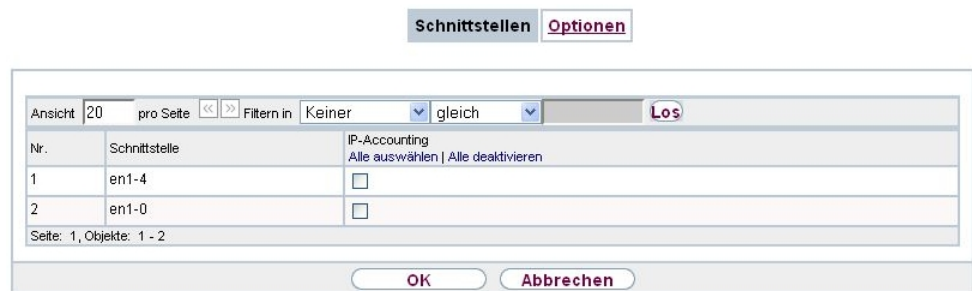 Schnittstellen Optionen
Ansicht 20 pro Seite << >> Filtern in Keiner gleich Los
Nr. Schnittstelle IP-Accounting
Alle auswählen | Alle deaktivieren
1 en1-4
2 en1-0
Seite: 1, Objekte: 1 - 2
OK Abbrechen